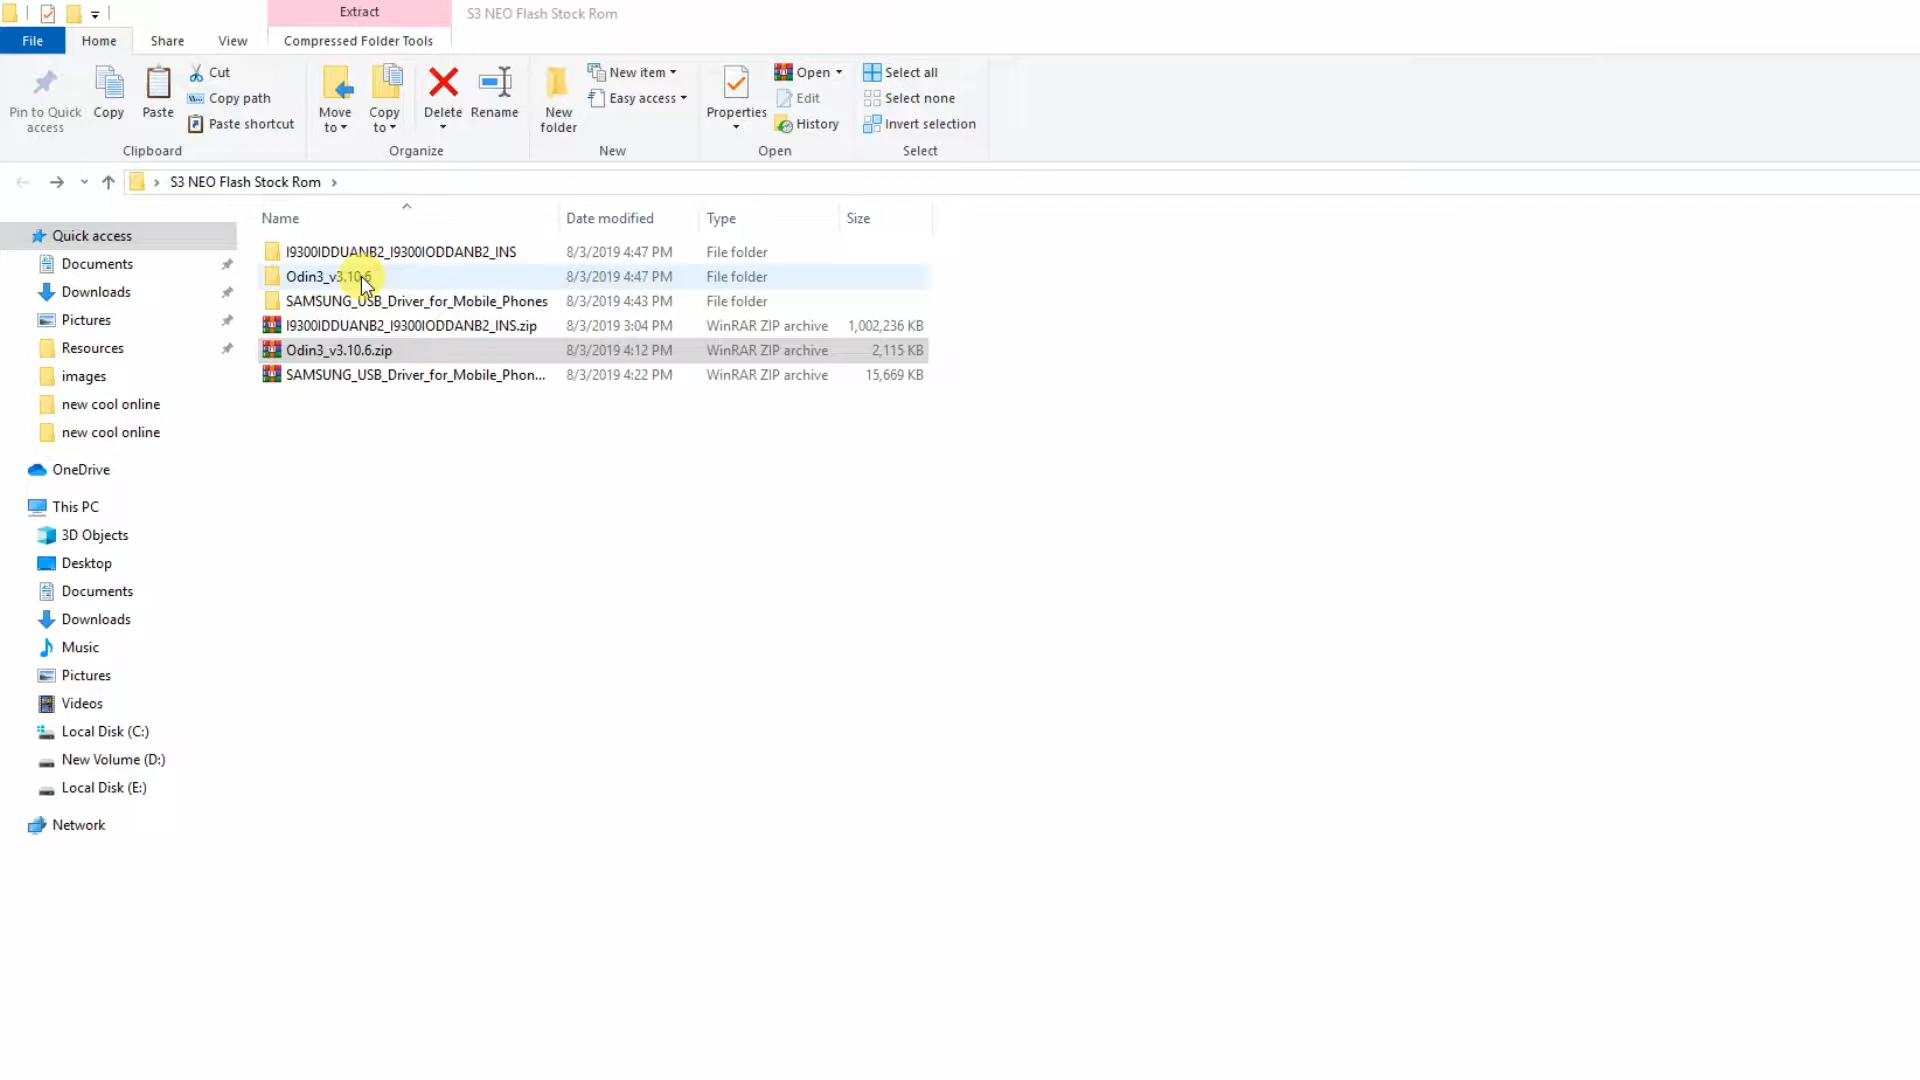 Extract
S3 NEO Flash Stock Rom
File
Home
Share
View
Compressed Folder Tools
Pin to Quick access
Copy
Paste
Cut
Copy path
Paste shortcut
Clipboard
Move to
Copy to
Delete
Rename
Organize
New folder
New item
Easy access
New
Properties
Open
Edit
History
Open
Select all
Select none
Invert selection
Select
S3 NEO Flash Stock Rom
Name Date modified Type Size
I9300IDDUANB2_I9300IODDANB2_INS 8/3/2019 4:47 PM File folder
Odin3_v3.10.6 8/3/2019 4:47 PM File folder
SAMSUNG_USB_Driver_for_Mobile_Phones 8/3/2019 4:43 PM File folder
I9300IDDUANB2_I9300IODDANB2_INS.zip 8/3/2019 3:04 PM WinRAR ZIP archive 1,002,236 KB
Odin3_v3.10.6.zip 8/3/2019 4:12 PM WinRAR ZIP archive 2,115 KB
SAMSUNG_USB_Driver_for_Mobile_Phon... 8/3/2019 4:22 PM WinRAR ZIP archive 15,669 KB
Quick access
Documents
Downloads
Pictures
Resources
images
new cool online
new cool online
OneDrive
This PC
3D Objects
Desktop
Documents
Downloads
Music
Pictures
Videos
Local Disk (C:)
New Volume (D:)
Local Disk (E:)
Network